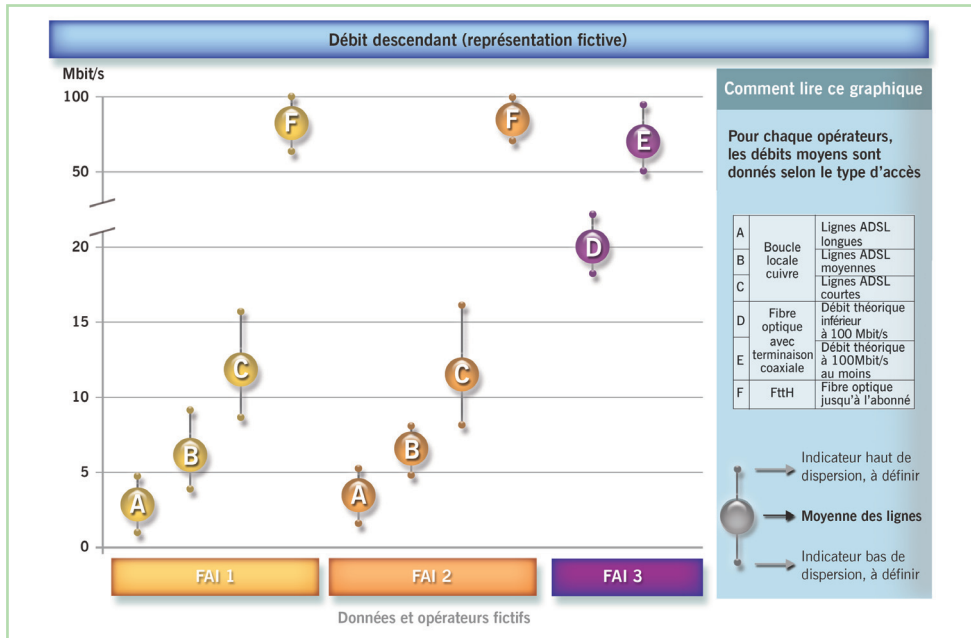 Débit descendant (représentation fictive)
Mbit/s
100
50
20
15
10
5
0
F
F
E
D
C
C
B
B
A
A
FAI 1
FAI 2
FAI 3
Données et opérateurs fictifs
Comment lire ce graphique
Pour chaque opérateurs,
les débits moyens sont
donnés selon le type d'accès
A
Boucle
locale
cuivre
Lignes ADSL
longues
B
Lignes ADSL
moyennes
C
Lignes ADSL
courtes
D
Fibre
optique
avec
terminaison
coaxiale
Débit théorique
inférieur
à 100 Mbit/s
E
Débit théorique
à 100Mbit/s
au moins
F
FttH
Fibre optique
jusqu'à l'abonné
Indicateur haut de
dispersion, à définir
Moyenne des lignes
Indicateur bas de
dispersion, à définir